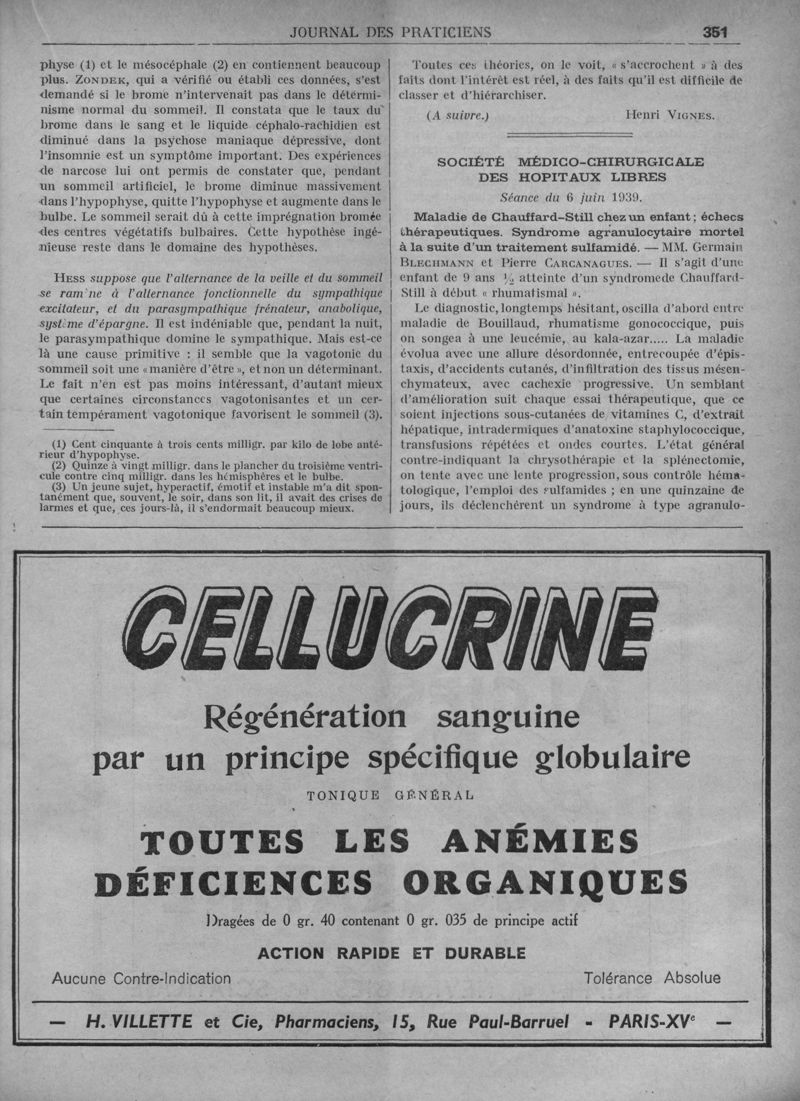 JOURNAL DES PRATICIENS 351
physe (1) et le mésocéphale (2) en contiennent beaucoup
plus. ZONDEK, qui a vérifié ou établi ces données, s'est
demandé si le brome n'intervenait pas dans le détermi-
nisme normal du sommeil. Il constata que le taux du
brome dans le sang et le liquide céphalo-rachidien est
diminué dans la psychose maniaque dépressive, dont
l'insomnie est un symptôme important. Des expériences
de narcose lui ont permis de constater que, pendant
un sommeil artificiel, le brome diminue massivement
dans l'hypophyse, quitte l'hypophyse et augmente dans le
bulbe. Le sommeil serait dû à cette imprégnation bromée
des centres végétatifs bulbaires. Cette hypothèse ingé-
nieuse reste dans le domaine des hypothèses.
HESS suppose que l'alternance de la veille et du sommeil
se ramène à l'alternance fonctionnelle du sympathique
excitateur, et du parasympathique frénateur, anabolique,
système d'épargne. Il est indéniable que, pendant la nuit,
le parasympathique domine le sympathique. Mais est-ce
là une cause primitive : il semble que la vagotonie du
sommeil soit une « manière d'être », et non un déterminant.
Le fait n'en est pas moins intéressant, d'autant mieux
que certaines circonstances vagotonisantes et un cer-
tain tempérament vagotonique favorisent le sommeil (3).
(1) Cent cinquante à trois cents milligr. par kilo de lobe anté-
rieur d'hypophyse.
(2) Quinze à vingt milligr. dans le plancher du troisième ventri-
cule contre cinq milligr. dans les hémisphères et le bulbe.
(3) Un jeune sujet, hyperactif, émotif et instable m'a dit spon-
tanément que, souvent, le soir, dans son lit, il avait des crises de
larmes et que, ces jours-là, il s'endormait beaucoup mieux.
Toutes ces théories, on le voit, « s'accrochent » à des
faits dont l'intérêt est réel, à des faits qu'il est difficile de
classer et d'hiérarchiser.
(A suivre.) Henri VIGNES.
SOCIÉTÉ MÉDICO-CHIRURGICALE
DES HOPITAUX LIBRES
Séance du 6 juin 1939.
Maladie de Chauffard-Still chez un enfant ; échecs
thérapeutiques. Syndrome agranulocytaire mortel
à la suite d'un traitement sulfamidé. — MM. Germain
BLECHMANN et Pierre CARCANAGUES. — Il s'agit d'une
enfant de 9 ans ½ atteinte d'un syndromede Chauffard-
Still à début « rhumatismal ».
Le diagnostic, longtemps hésitant, oscilla d'abord entre
maladie de Bouillaud, rhumatisme gonococcique, puis
on songea à une leucémie, au kala-azar..... La maladie
évolua avec une allure désordonnée, entrecoupée d'épis-
taxis, d'accidents cutanés, d'infiltration des tissus mésen-
chymateux, avec cachexie progressive. Un semblant
d'amélioration suit chaque essai thérapeutique, que ce
soient injections sous-cutanées de vitamines C, d'extrait
hépatique, intradermiques d'anatoxine staphylococcique,
transfusions répétées et ondes courtes. L'état général
contre-indiquant la chrysothérapie et la splénectomie,
on tente avec une lente progression, sous contrôle héma-
tologique, l'emploi des sulfamides ; en une quinzaine de
jours, ils déclenchèrent un syndrome à type agranulo-
CELLUCRINE
Régénération sanguine
par un principe spécifique globulaire
TONIQUE GÉNÉRAL
TOUTES LES ANÉMIES
DÉFICIENCES ORGANIQUES
Dragées de 0 gr. 40 contenant 0 gr. 035 de principe actif
ACTION RAPIDE ET DURABLE
Aucune Contre-Indication Tolérance Absolue
— H. VILLETTE et Cie, Pharmaciens, 15, Rue Paul-Barruel - PARIS-XVe —